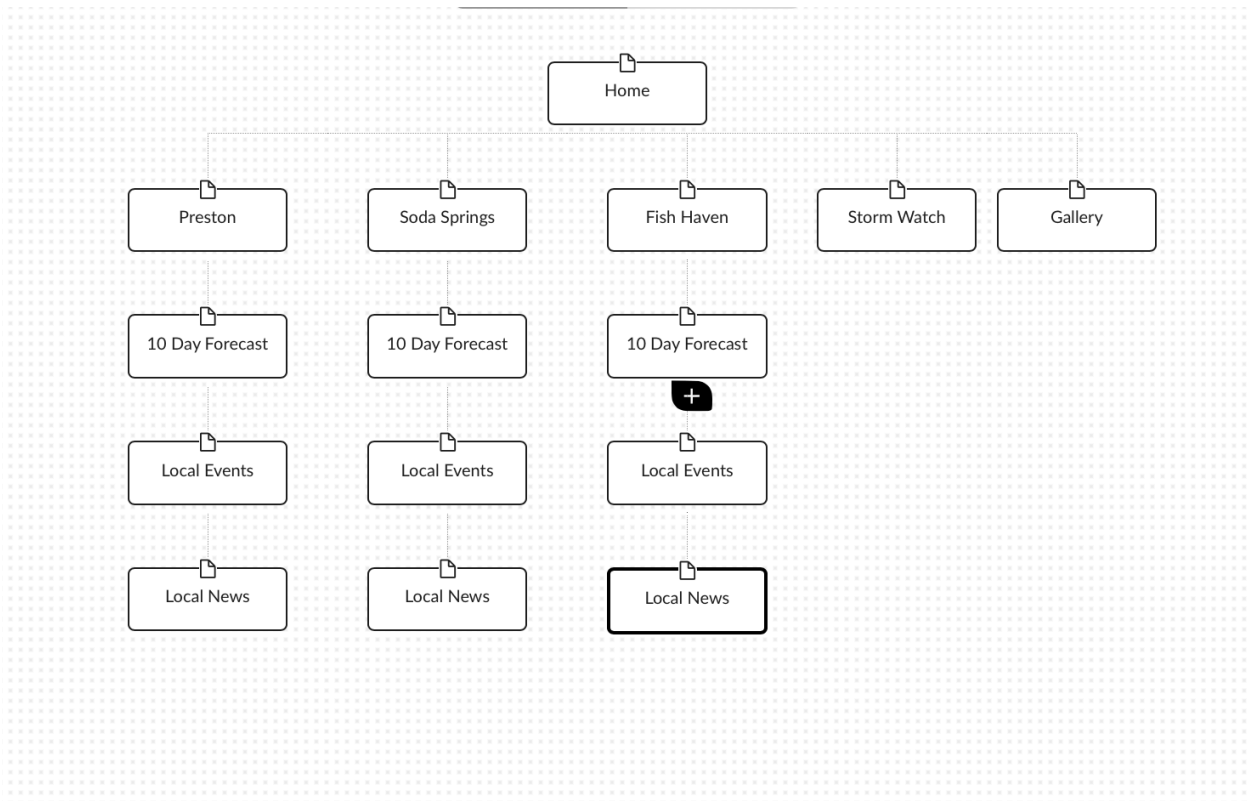 Home
Preston
Soda Springs
Fish Haven
Storm Watch
Gallery
10 Day Forecast
10 Day Forecast
10 Day Forecast
Local Events
Local Events
Local Events
Local News
Local News
Local News